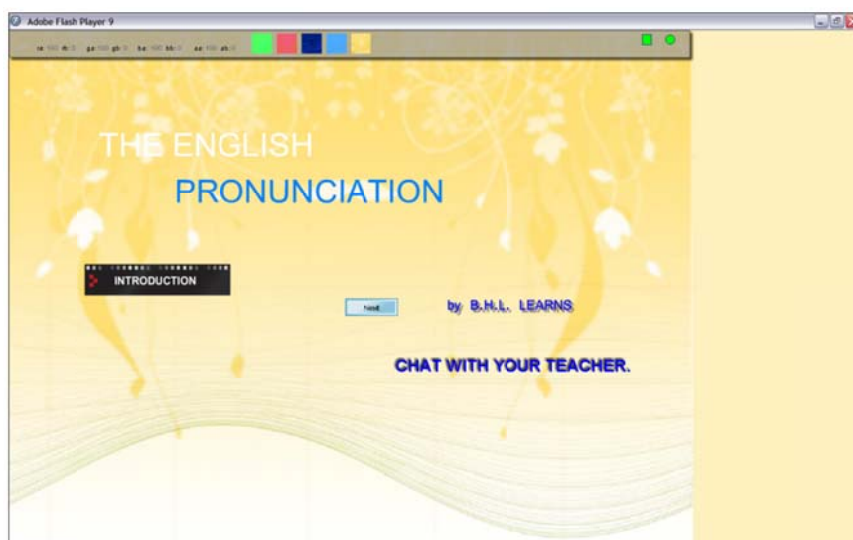 Adobe Flash Player 9
THE ENGLISH
PRONUNCIATION
INTRODUCTION
Next
by B.H.L. LEARNS
CHAT WITH YOUR TEACHER.